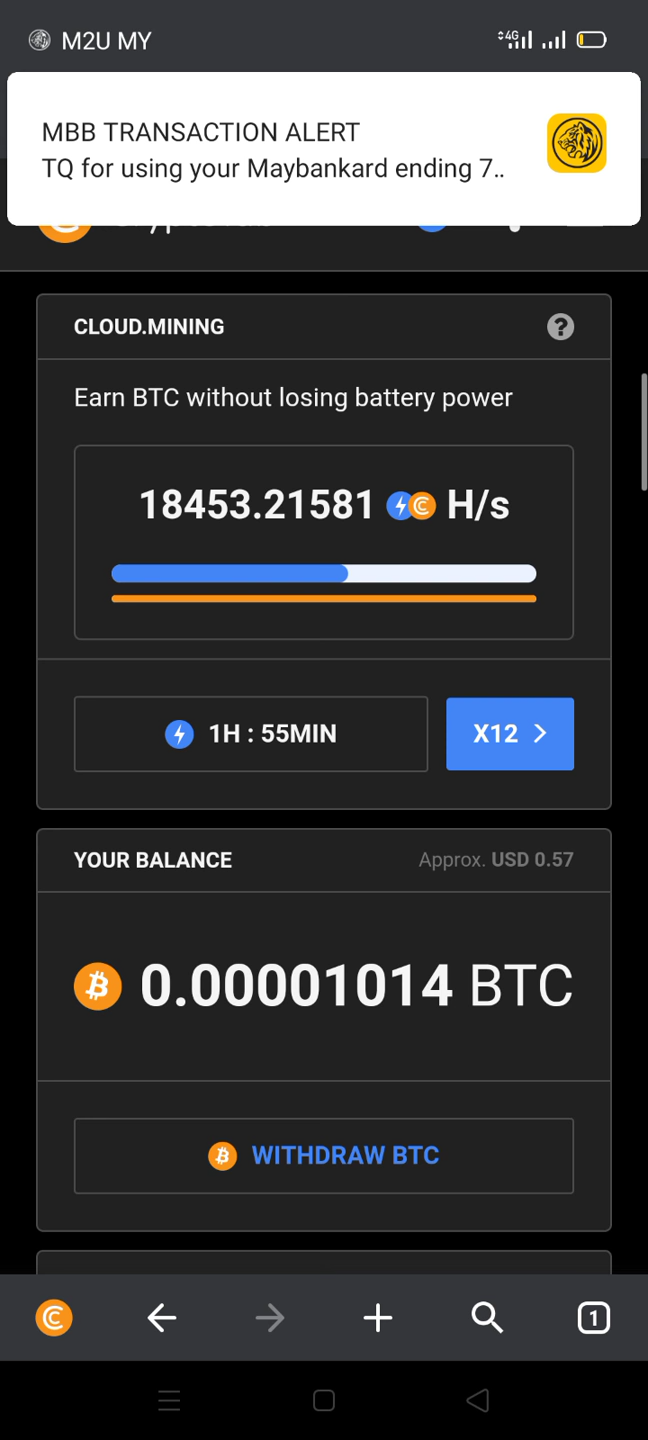 M2U MY
4G
MBB TRANSACTION ALERT
TQ for using your Maybankard ending 7..
CLOUD.MINING
?
Earn BTC without losing battery power
18453.21581 H/s
1H : 55MIN
X12 >
YOUR BALANCE
Approx. USD 0.57
0.00001014 BTC
WITHDRAW BTC
1